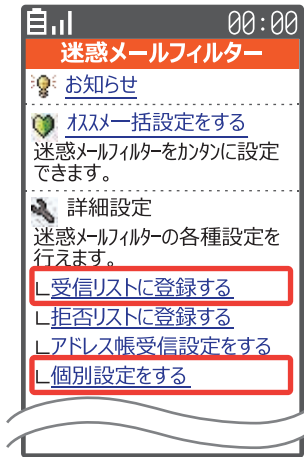 00:00
迷惑メールフィルター
お知らせ
オススメ一括設定をする
迷惑メールフィルターをカンタンに設定
できます。
詳細設定
迷惑メールフィルターの各種設定を
行えます。
└受信リストに登録する
└拒否リストに登録する
└アドレス帳受信設定をする
└個別設定をする